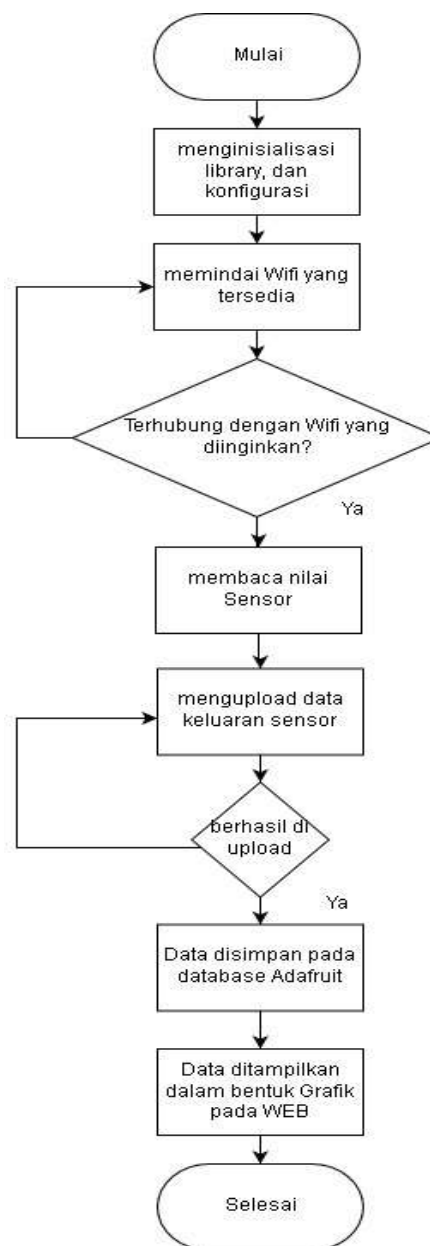 Mulai
menginisialisasi
library, dan
konfigurasi
memindai Wifi yang
tersedia
Terhubung dengan Wifi yang
diinginkan?
Ya
membaca nilai
Sensor
mengupload data
keluaran sensor
berhasil di
upload
Ya
Data disimpan pada
database Adafruit
Data ditampilkan
dalam bentuk Grafik
pada WEB
Selesai